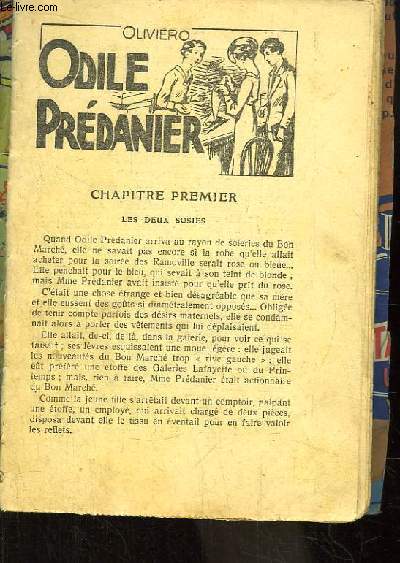 Le-livre.com
OLIVIÉRO
ODILE
PRÉDANIER
CHAPITRE PREMIER
LES DEUX SOSIES
Quand Odile Prédanier arriva au rayon de soieries du Bon
Marché, elle ne savait pas encore si la robe qu'elle allait
acheter pour la soirée des Rameville serait rose ou bleue...
Elle penchait pour le bleu, qui seyait à son teint de blonde ;
mais Mme Prédanier avait insisté pour qu'elle prît du rose.
C'était une chose étrange et bien désagréable que sa mère
et elle eussent des goûts si diamétralement opposés... Obligée
de tenir compte parfois des désirs maternels, elle se condam-
nait alors à porter des vêtements qui lui déplaisaient.
Elle allait, de-ci, de-là, dans la galerie, pour voir ce qui se
faisait ; ses lèvres esquissaient une moue légère : elle jugeait
les nouveautés du Bon Marché trop « rive gauche » ; elle
eût préféré une étoffe des Galeries Lafayette ou du Prin-
temps ; mais, rien à faire, Mme Prédanier était actionnaire
du Bon Marché.
Comme la jeune fille s'arrêtait devant un comptoir, palpant
une étoffe, un employé, qui arrivait chargé de deux pièces,
disposa devant elle le tissu en éventail pour en faire valoir
les reflets.